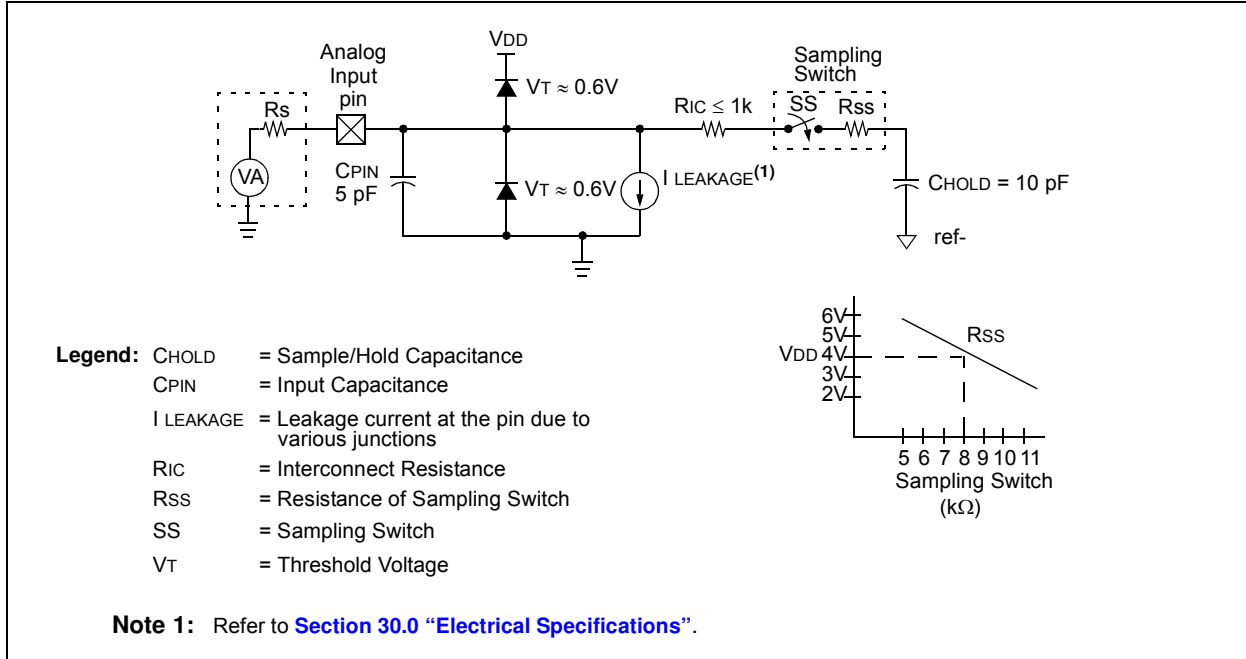 VDD
Analog
Input
pin
Sampling
Switch
VT ≈ 0.6V
Rs
RIC ≤ 1k
SS
Rss
VA
CPIN
5 pF
VT ≈ 0.6V
I LEAKAGE(1)
CHOLD = 10 pF
ref-
6V
5V
VDD 4V
3V
2V
RSS
5 6 7 8 9 10 11
Sampling Switch
(kΩ)
Legend: CHOLD = Sample/Hold Capacitance
CPIN = Input Capacitance
I LEAKAGE = Leakage current at the pin due to
various junctions
RIC = Interconnect Resistance
RSS = Resistance of Sampling Switch
SS = Sampling Switch
VT = Threshold Voltage
Note 1: Refer to Section 30.0 “Electrical Specifications”.